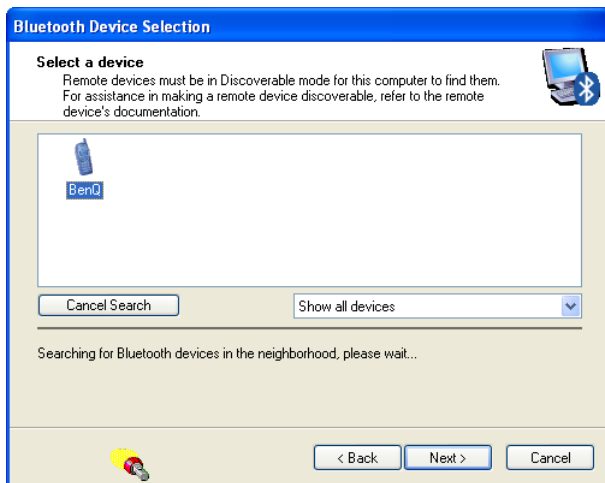 Bluetooth Device Selection
Select a device
Remote devices must be in Discoverable mode for this computer to find them.
For assistance in making a remote device discoverable, refer to the remote
device's documentation.
BenQ
Cancel Search
Show all devices
Searching for Bluetooth devices in the neighborhood, please wait...
< Back
Next >
Cancel